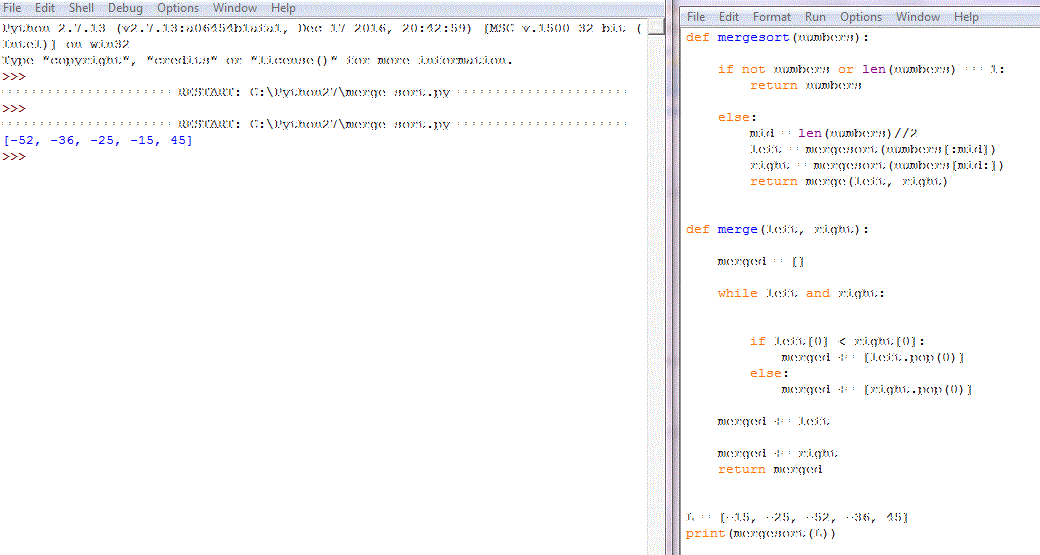 File Edit Shell Debug Options Window Help
Python 2.7.13 (v2.7.13:a06454b1afa1, Dec 17 2016, 20:42:59) [MSC v.1500 32 bit (
Intel)] on win32
Type "copyright", "credits" or "license()" for more information.
>>>
====================== RESTART: C:\Python27\merge sort.py ======================
>>>
====================== RESTART: C:\Python27\merge sort.py ======================
[-52, -36, -25, -15, 45]
>>>
File Edit Format Run Options Window Help
def mergesort(numbers):
if not numbers or len(numbers) == 1:
return numbers
else:
mid = len(numbers)//2
left = mergesort(numbers[:mid])
right = mergesort(numbers[mid:])
return merge(left, right)
def merge(left, right):
merged = []
while left and right:
if left[0] < right[0]:
merged += [left.pop(0)]
else:
merged += [right.pop(0)]
merged += left
merged += right
return merged
L = [-15, -25, -52, -36, 45]
print(mergesort(L))